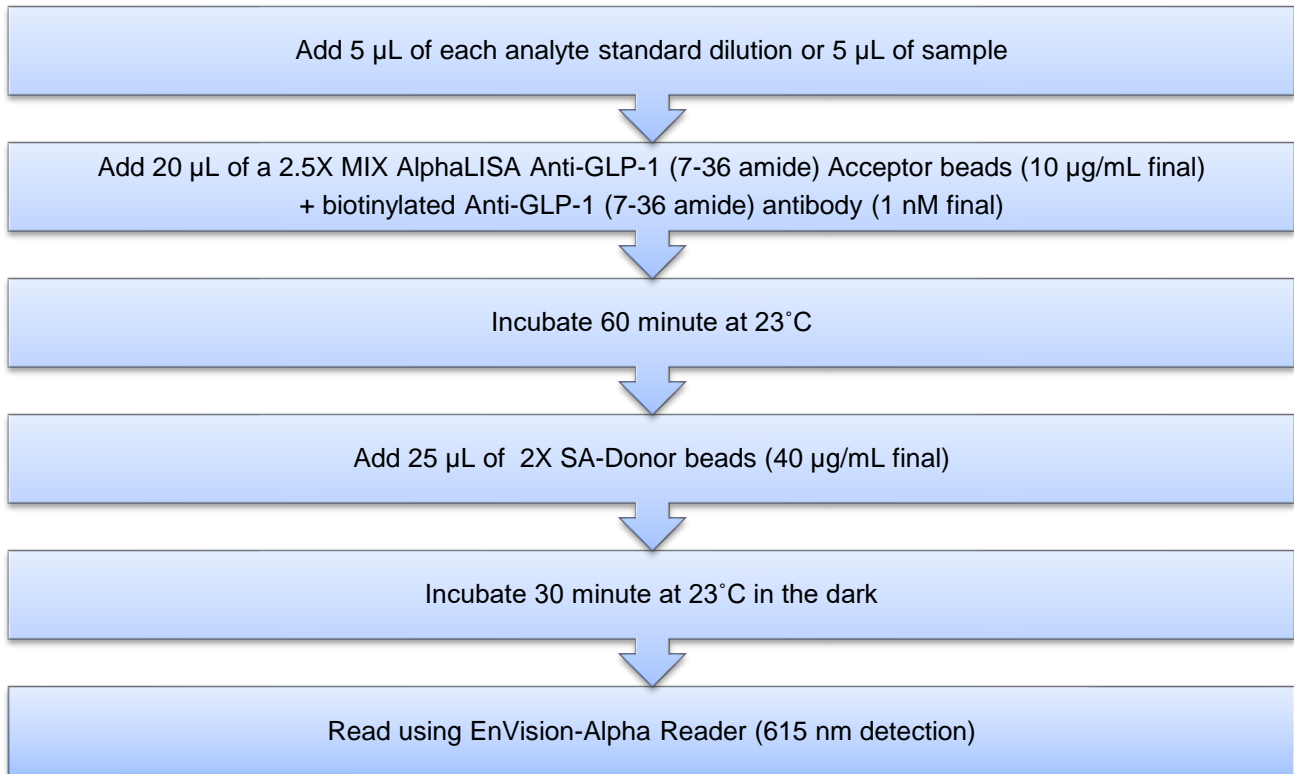 Add 5 µL of each analyte standard dilution or 5 µL of sample
Add 20 µL of a 2.5X MIX AlphaLISA Anti-GLP-1 (7-36 amide) Acceptor beads (10 µg/mL final)
+ biotinylated Anti-GLP-1 (7-36 amide) antibody (1 nM final)
Incubate 60 minute at 23˚C
Add 25 µL of 2X SA-Donor beads (40 µg/mL final)
Incubate 30 minute at 23˚C in the dark
Read using EnVision-Alpha Reader (615 nm detection)